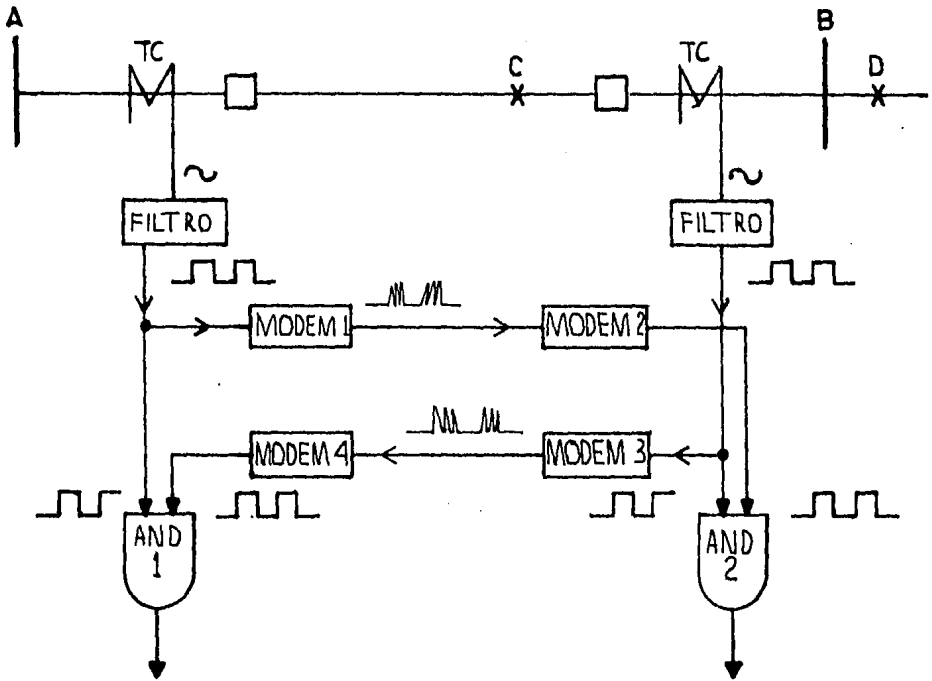 A
TC
C
TC
B
D
FILTRO
FILTRO
MODEM 1
MODEM 2
MODEM 4
MODEM 3
AND
1
AND
2